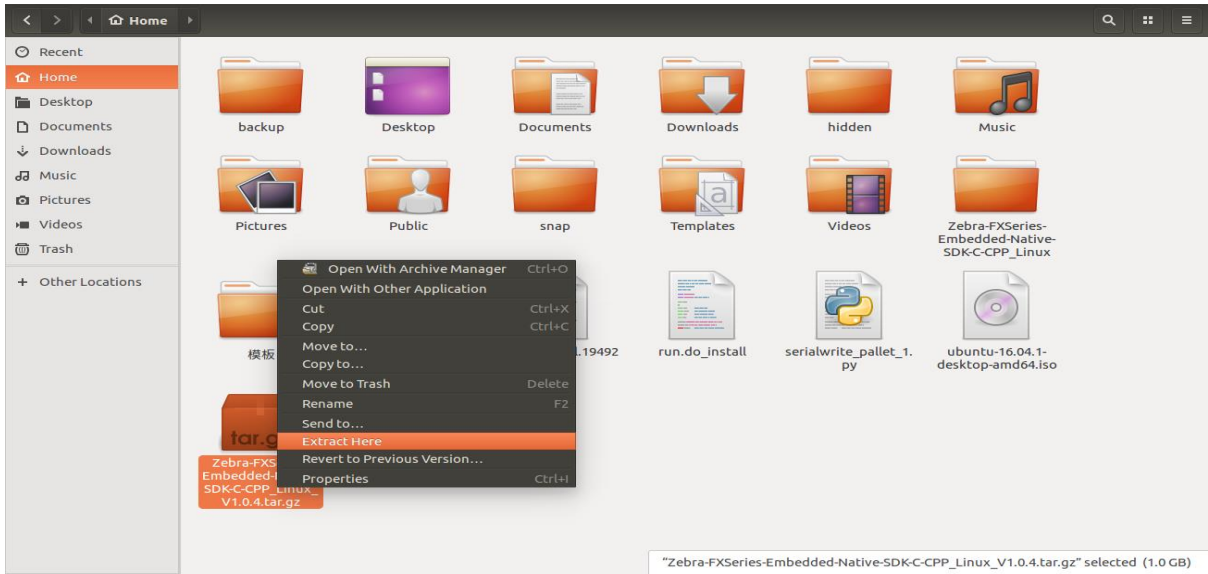 Home
Recent
Home
Desktop
Documents
Downloads
Music
Pictures
Videos
Trash
+ Other Locations
backup
Desktop
Documents
Downloads
hidden
Music
Pictures
Public
snap
Templates
Videos
Zebra-FXSeries-
Embedded-Native-
SDK-C-CPP_Linux
模板
.19492
run.do_install
serialwrite_pallet_1.
py
ubuntu-16.04.1-
desktop-amd64.iso
tar.g
Zebra-FXS
Embedded-
SDK-C-CPP_Linux_
V1.0.4.tar.gz
Open With Archive Manager Ctrl+O
Open With Other Application
Cut Ctrl+X
Copy Ctrl+C
Move to...
Copy to...
Move to Trash Delete
Rename F2
Send to...
Extract Here
Revert to Previous Version...
Properties Ctrl+I
"Zebra-FXSeries-Embedded-Native-SDK-C-CPP_Linux_V1.0.4.tar.gz" selected (1.0 GB)